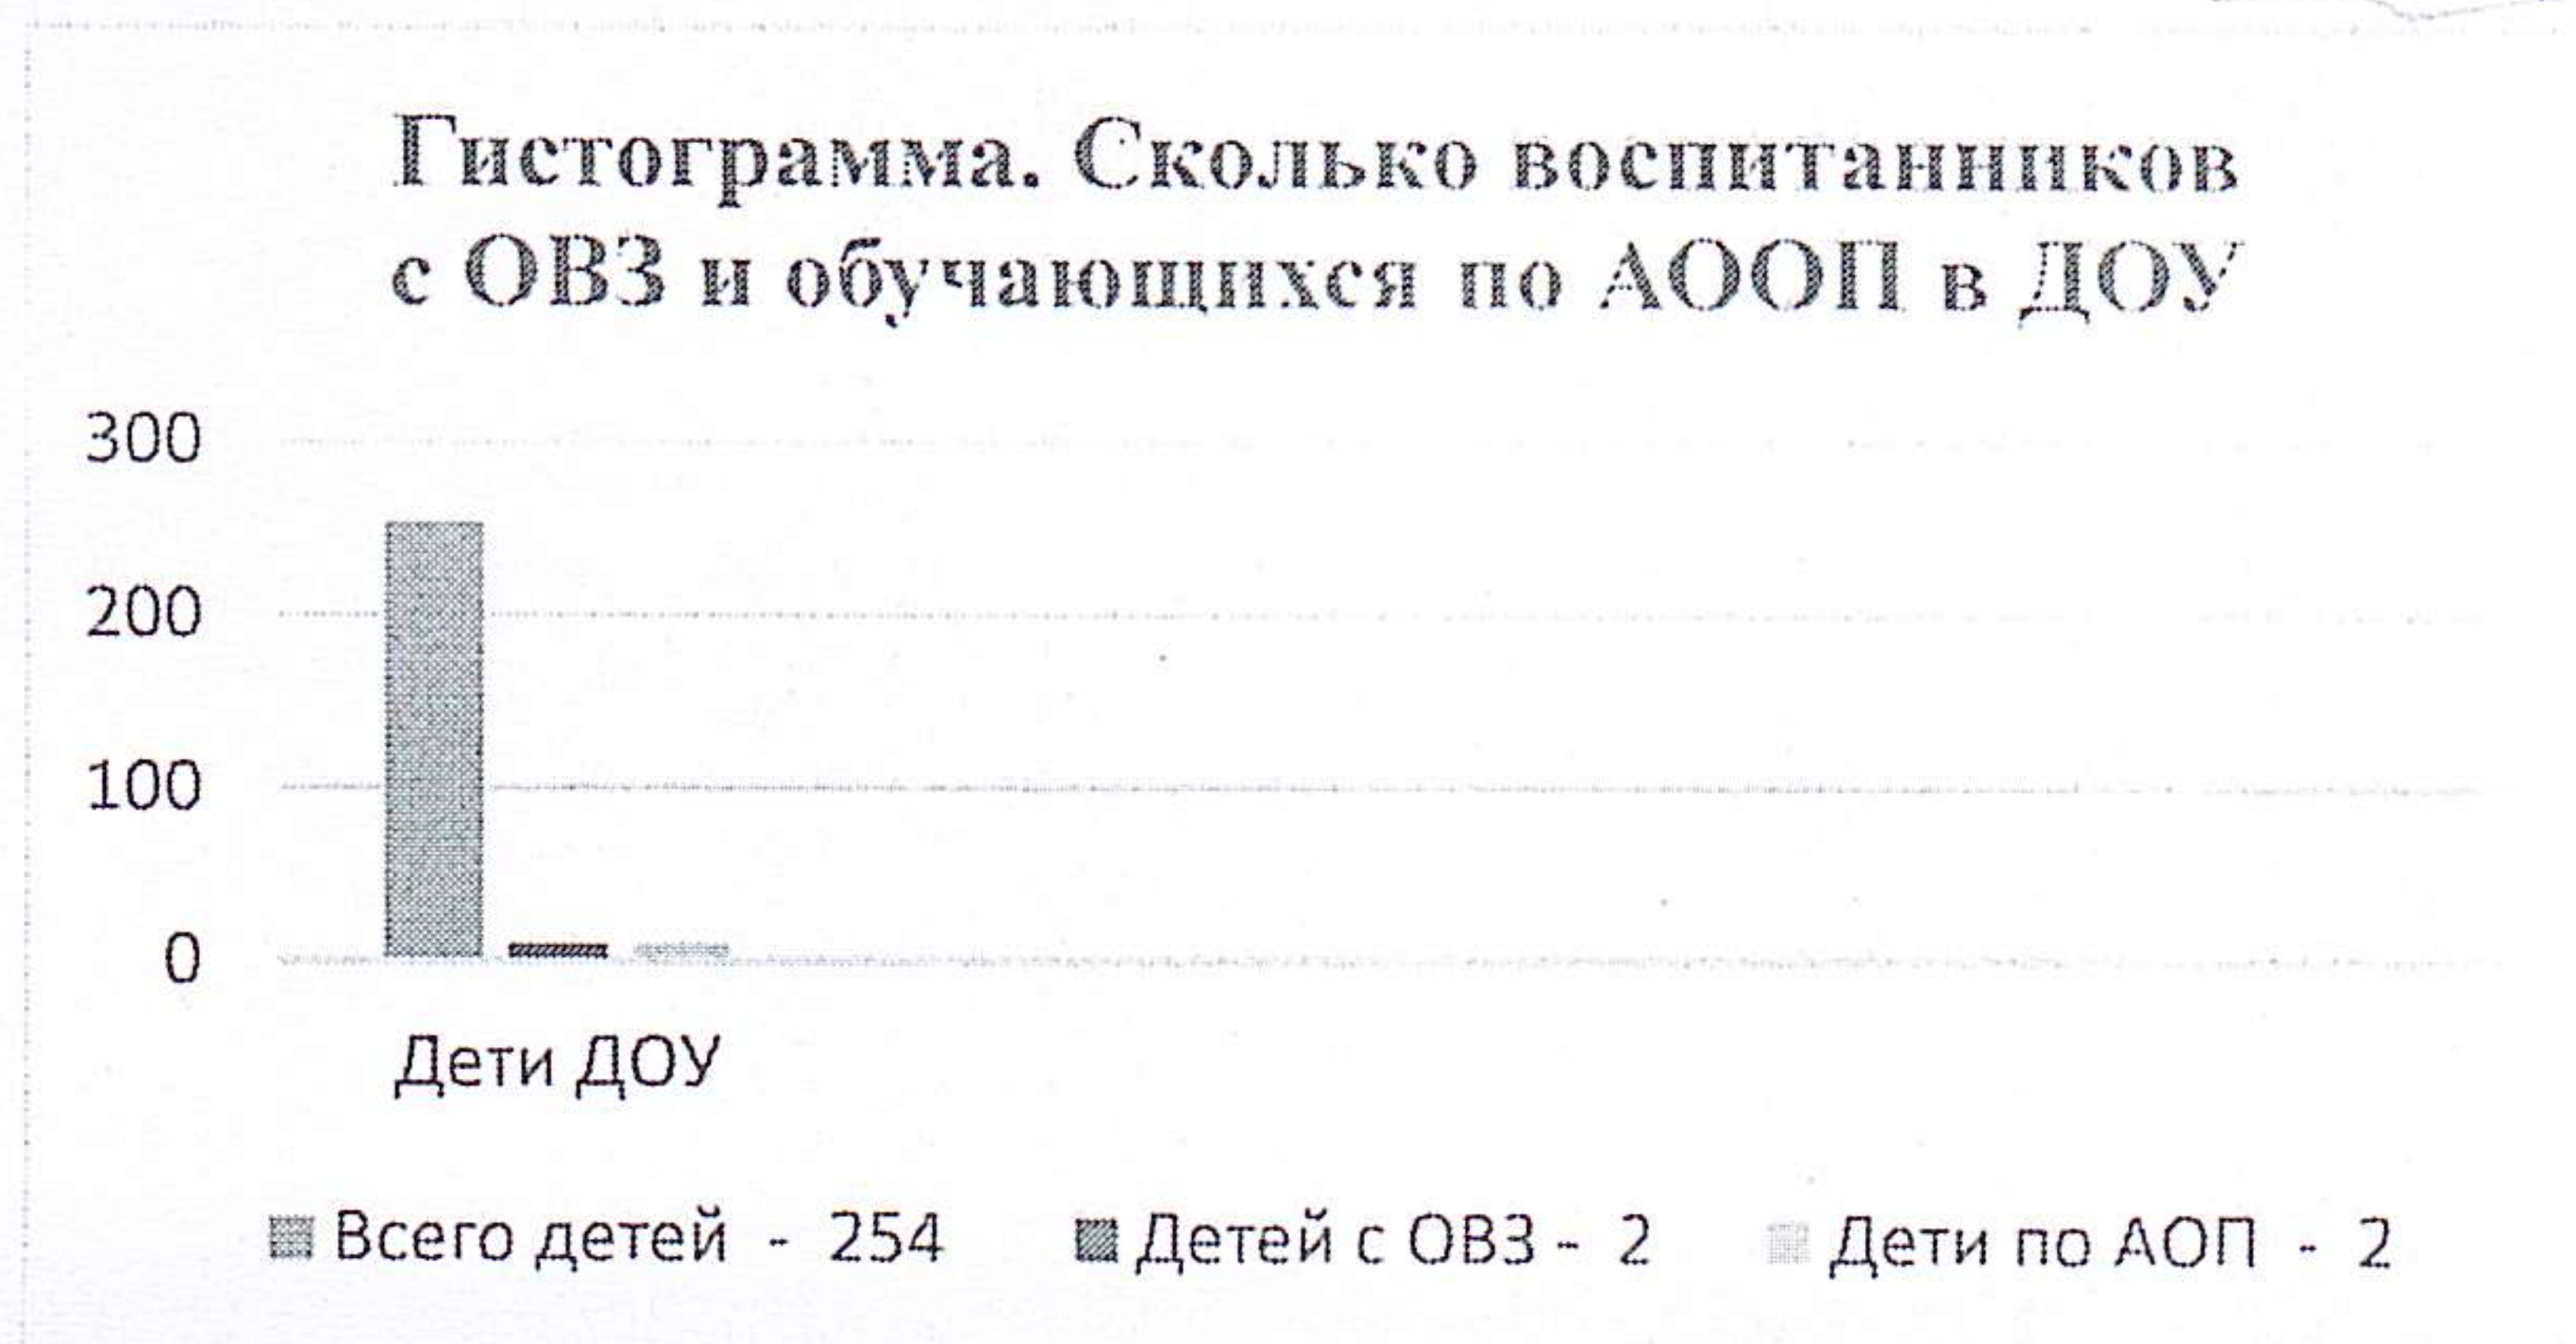 Гистограмма. Сколько воспитанников
с ОВЗ и обучающихся по АООП в ДОУ
300
200
100
0
Дети ДОУ
Всего детей - 254 Детей с ОВЗ - 2 Дети по АОП - 2